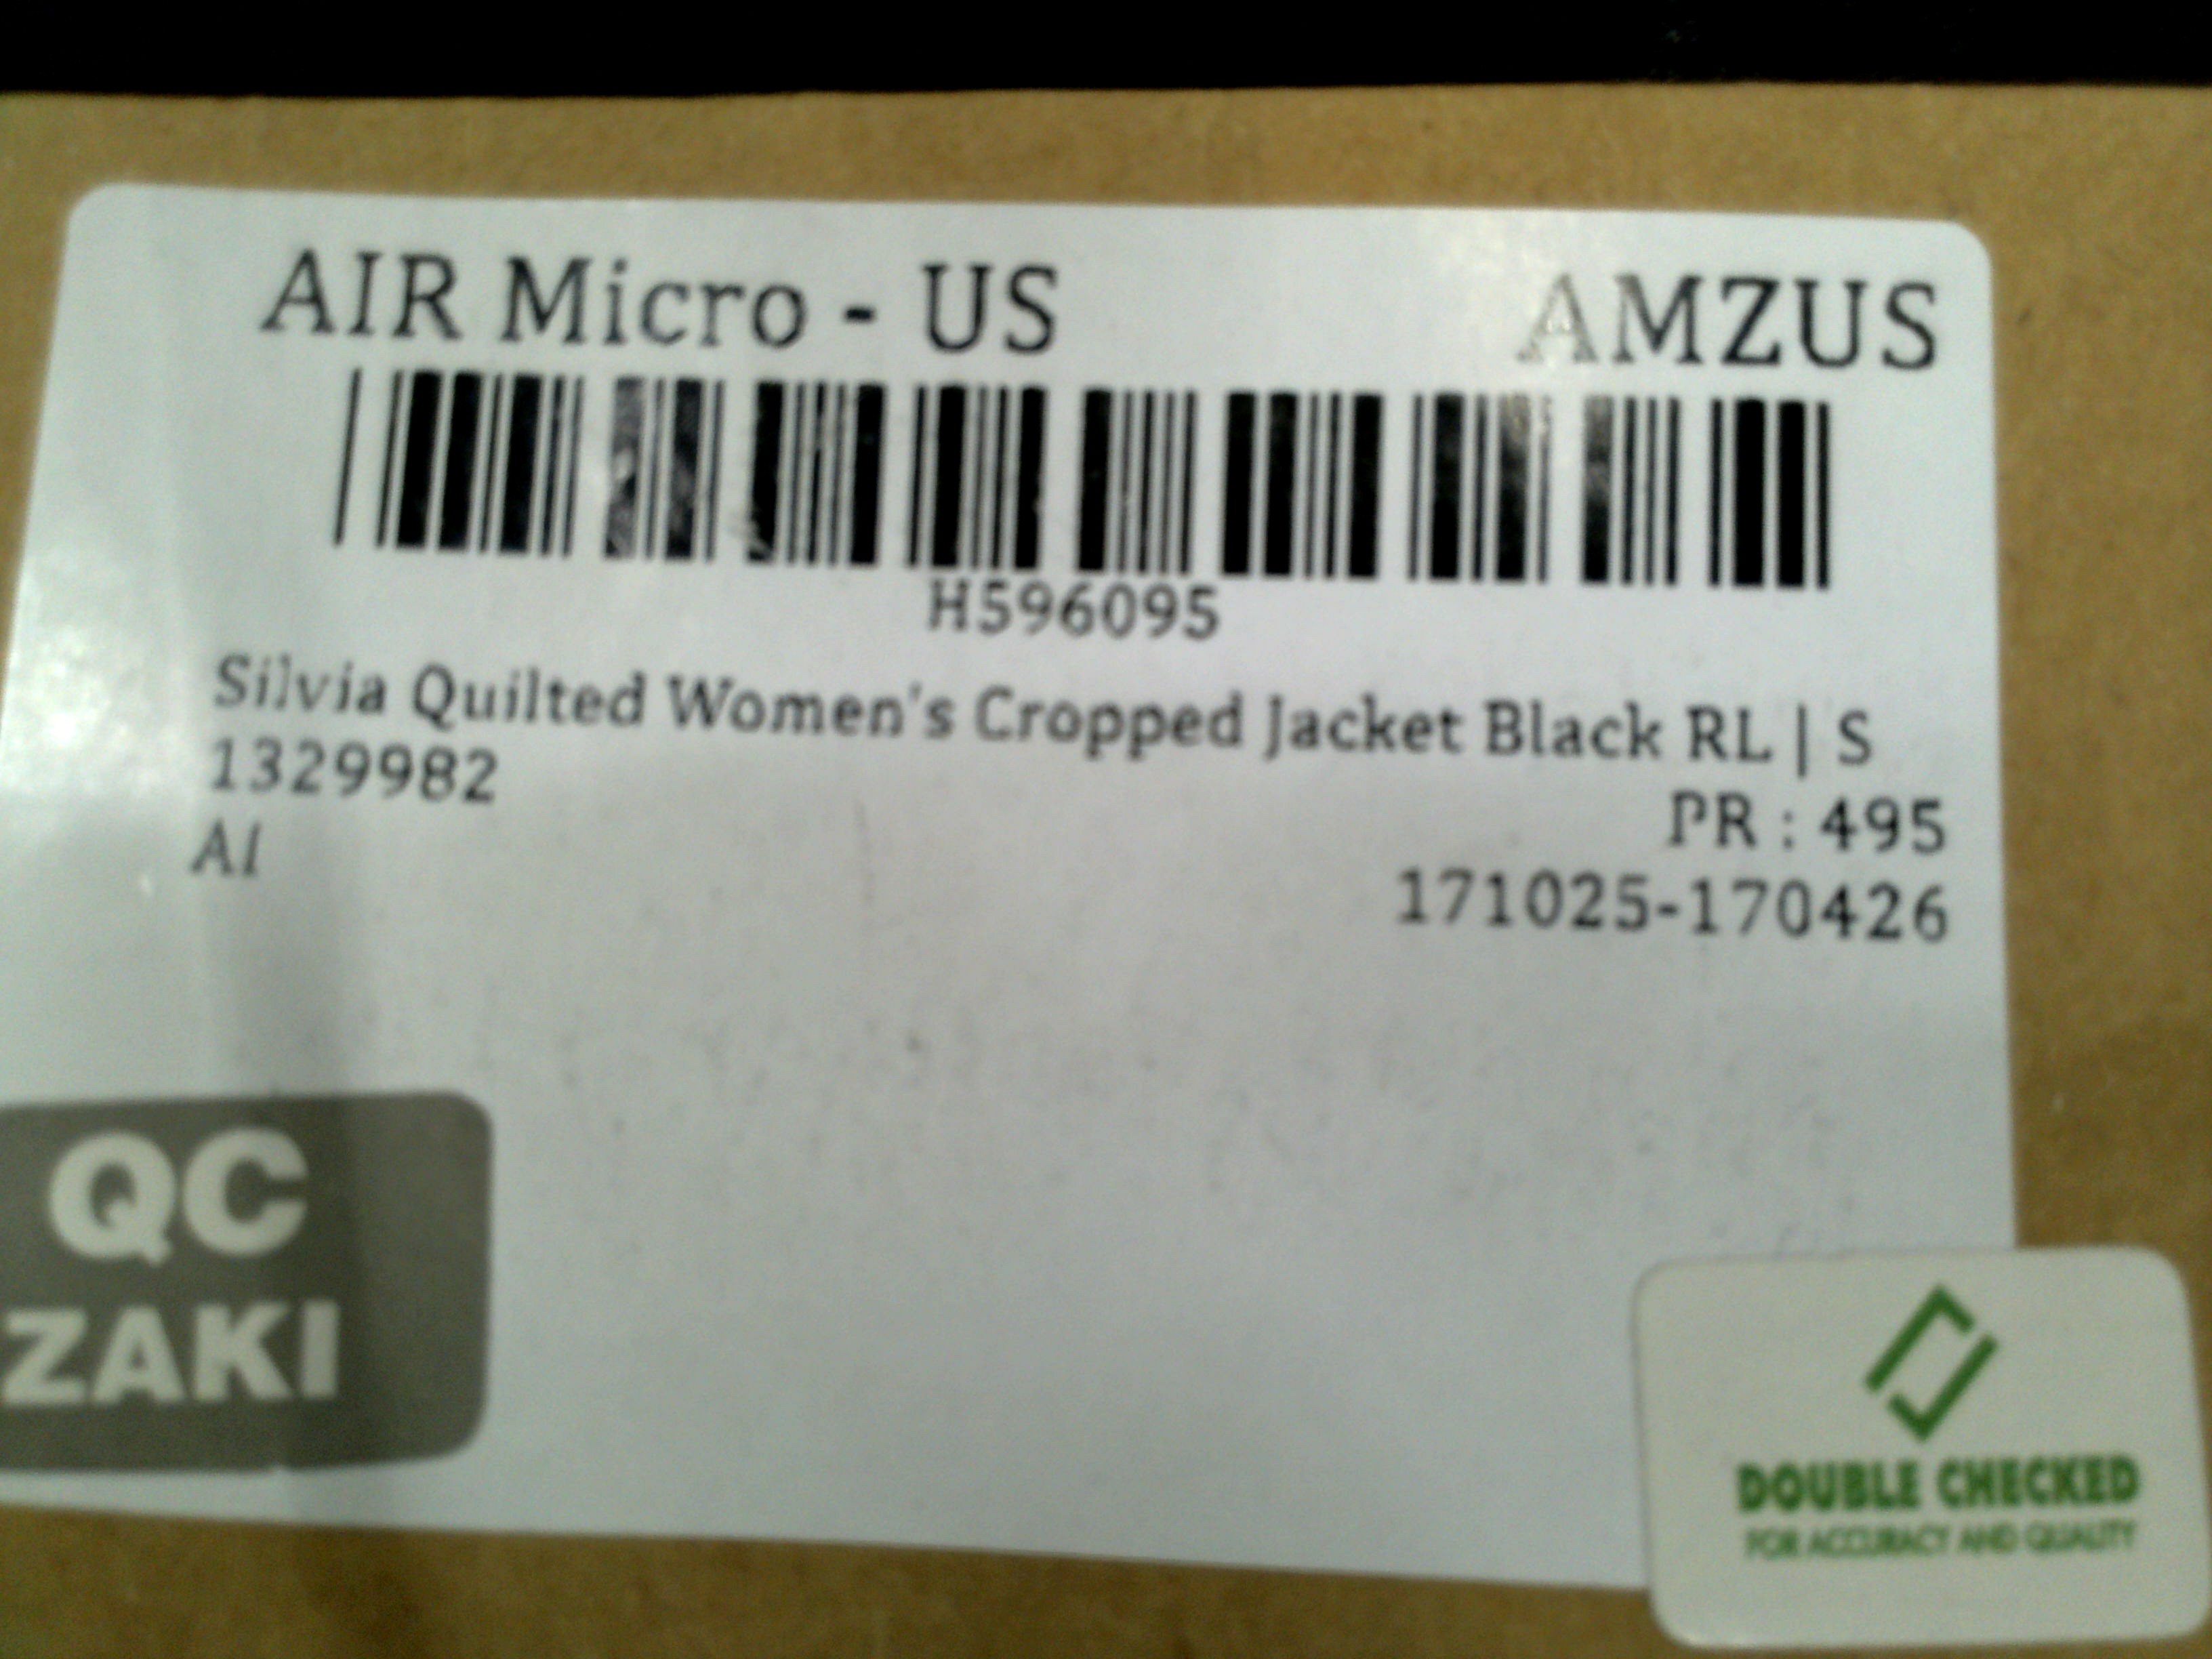 AIR Micro - US AMZUS
H596095
Silvia Quilted Women's Cropped Jacket Black RL | S
1329982
PR : 495
AI
171025-170426
QC
ZAKI
DOUBLE CHECKED
FOR ACCURACY AND QUALITY